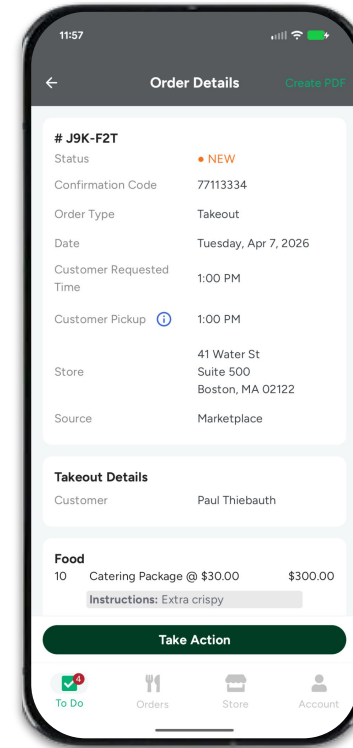 11:57
Order Details
Create PDF
# J9K-F2T
Status
• NEW
Confirmation Code
77113334
Order Type
Takeout
Date
Tuesday, Apr 7, 2026
Customer Requested
Time
1:00 PM
Customer Pickup
1:00 PM
Store
41 Water St
Suite 500
Boston, MA 02122
Source
Marketplace
Takeout Details
Customer
Paul Thiebauth
Food
10 Catering Package @ $30.00 $300.00
Instructions: Extra crispy
Take Action
4
To Do
Orders
Store
Account